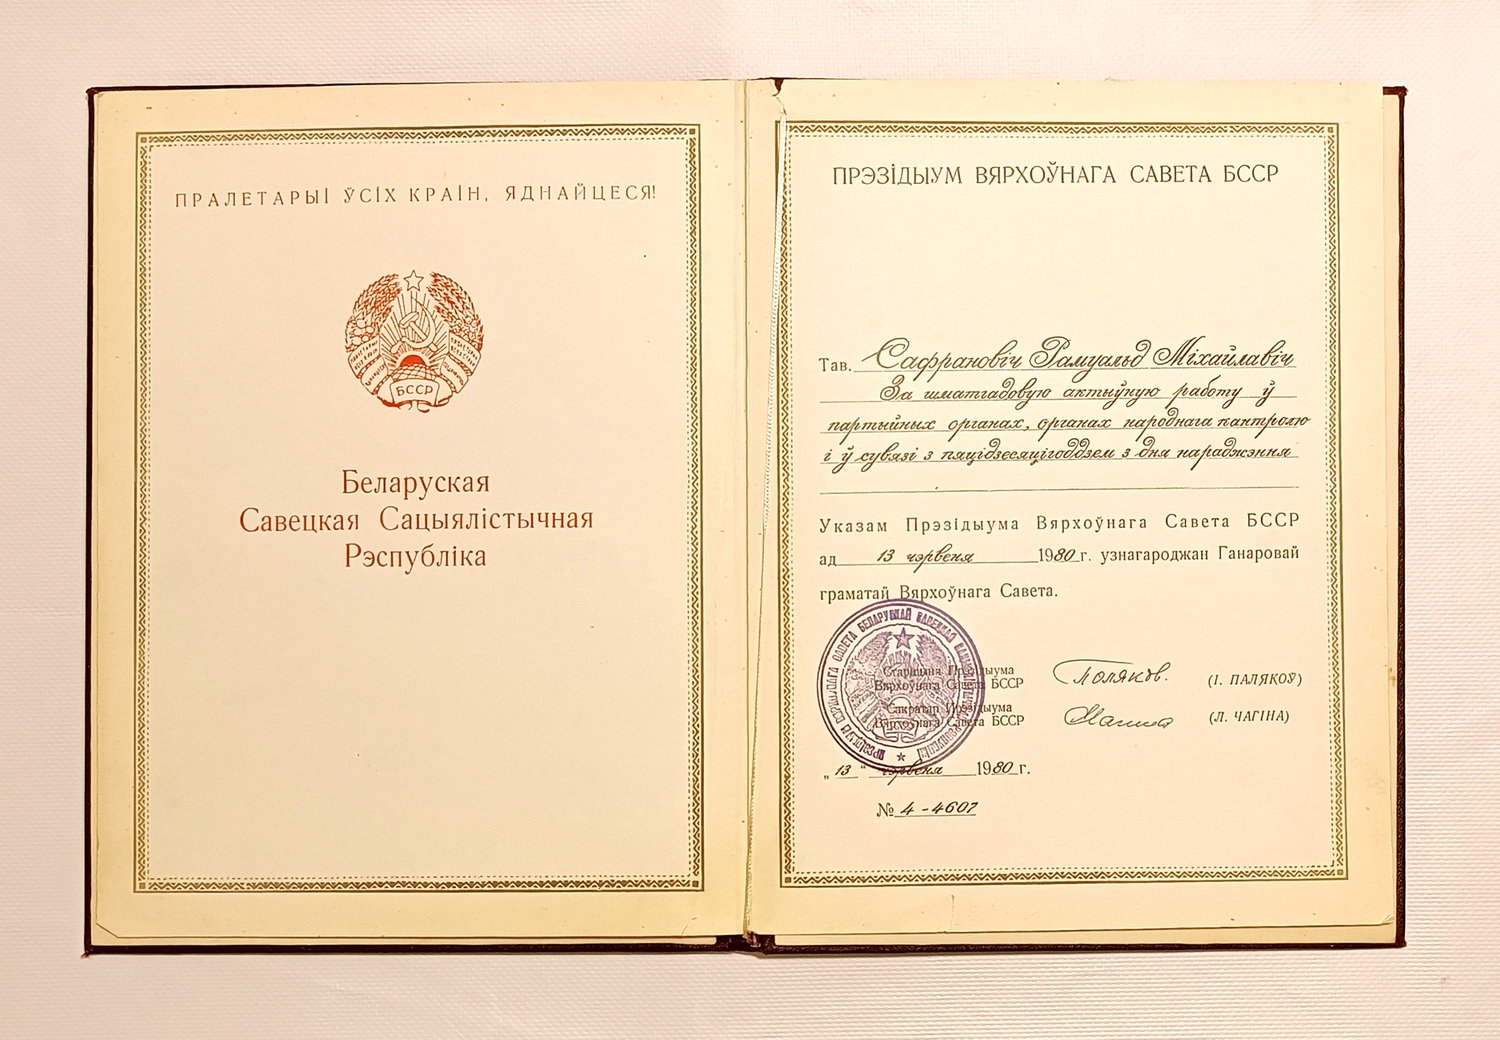 ПРАЛЕТАРЫІ ЎСІХ КРАІН, ЯДНАЙЦЕСЯ!
БССР
Беларуская
Савецкая Сацыялістычная
Рэспубліка
ПРЭЗІДЫУМ ВЯРХОЎНАГА САВЕТА БССР
Тав. Сафрановіч Рамуальд Міхайлавіч
За шматгадовую актыўную работу ў
партыйных органах, органах народнага кантролю
і ў сувязі з пяцідзесяцігоддзем з дня нараджэння
Указам Прэзідыума Вярхоўнага Савета БССР
ад 13 чэрвеня 1980 г. узнагароджан Ганаровай
граматай Вярхоўнага Савета.
Старшыня Прэзідыума
Вярхоўнага Савета БССР Поляков. (І. ПАЛЯКОЎ)
Сакратар Прэзідыума
Вярхоўнага Савета БССР (Л. ЧАГІНА)
„13“ чэрвеня 1980 г.
№ 4-4607